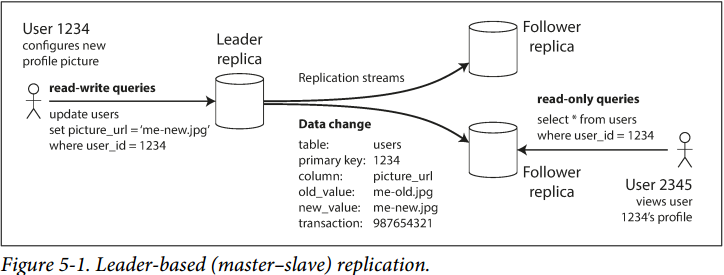 User 1234
configures new
profile picture
read-write queries
update users
set picture_url = ‘me-new.jpg’
where user_id = 1234
Leader
replica
Replication streams
Data change
table: users
primary key: 1234
column: picture_url
old_value: me-old.jpg
new_value: me-new.jpg
transaction: 987654321
Follower
replica
read-only queries
select * from users
where user_id = 1234
Follower
replica
User 2345
views user
1234’s profile
Figure 5-1. Leader-based (master–slave) replication.